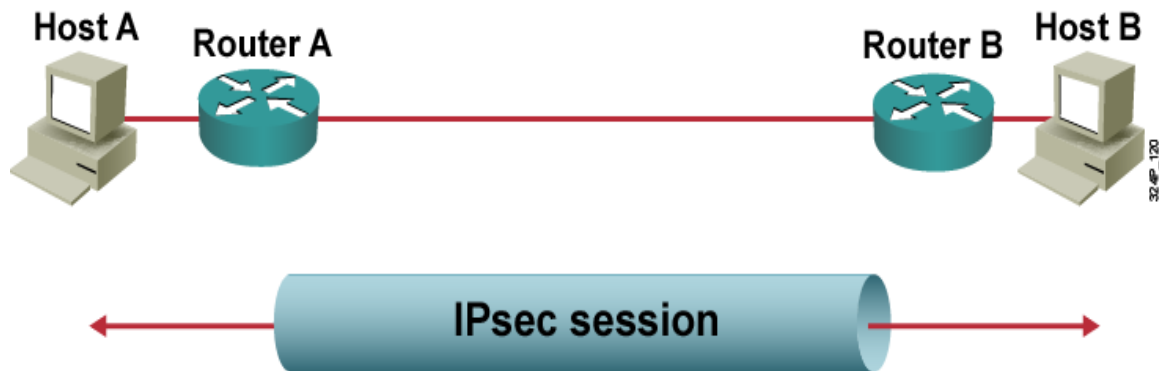 Host A
Router A
Router B
Host B
324P_120
IPsec session